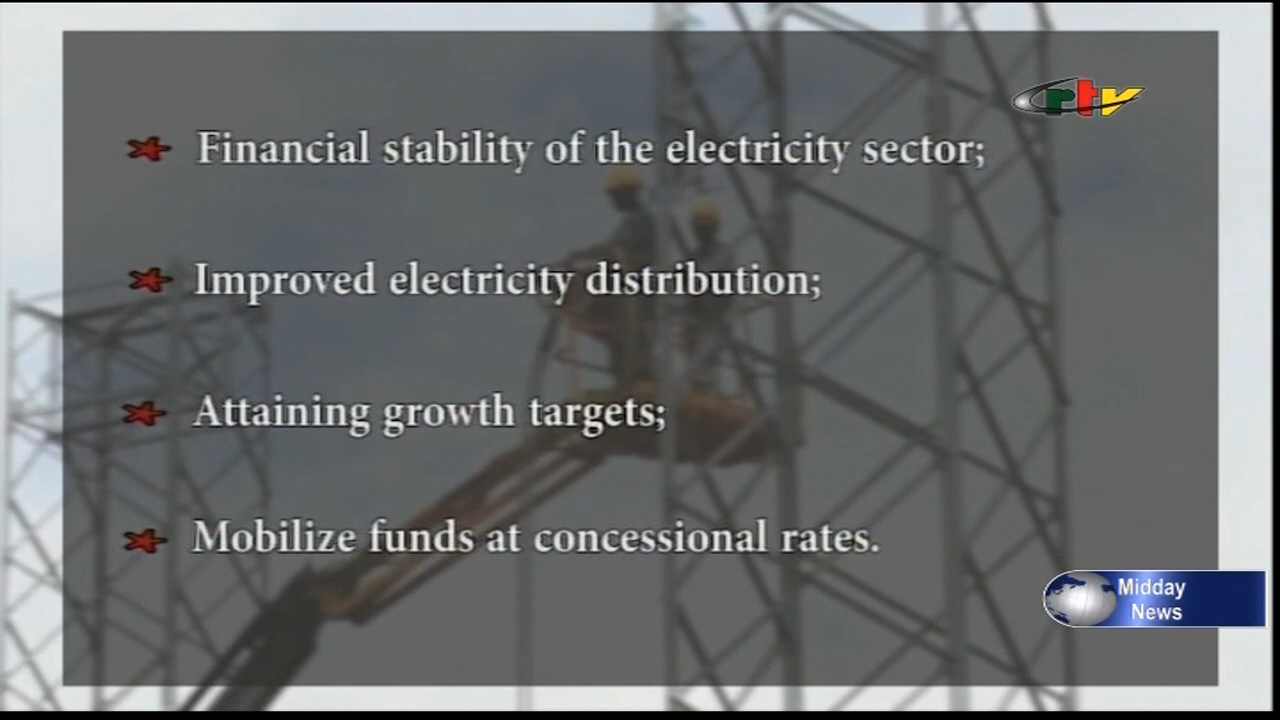 crtv
Financial stability of the electricity sector;
Improved electricity distribution;
Attaining growth targets;
Mobilize funds at concessional rates.
Midday
News